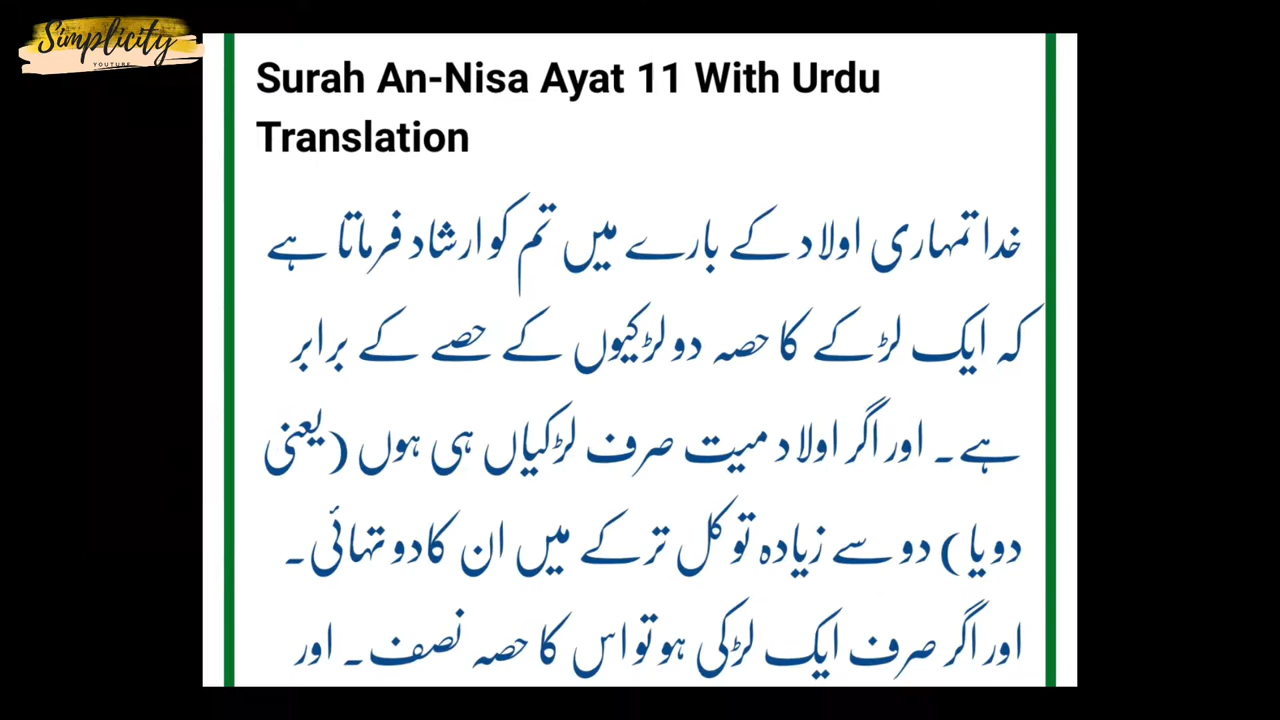 Simplicity
YOUTUBE
Surah An-Nisa Ayat 11 With Urdu
Translation
خدا تمہاری اولاد کے بارے میں تم کو ارشاد فرماتا ہے
کہ ایک لڑکے کا حصہ دو لڑکیوں کے حصے کے برابر
ہے۔ اور اگر اولاد میت صرف لڑکیاں ہی ہوں (یعنی
دو یا) دو سے زیادہ تو کل ترکے میں ان کا دو تہائی۔
اور اگر صرف ایک لڑکی ہو تو اس کا حصہ نصف۔ اور